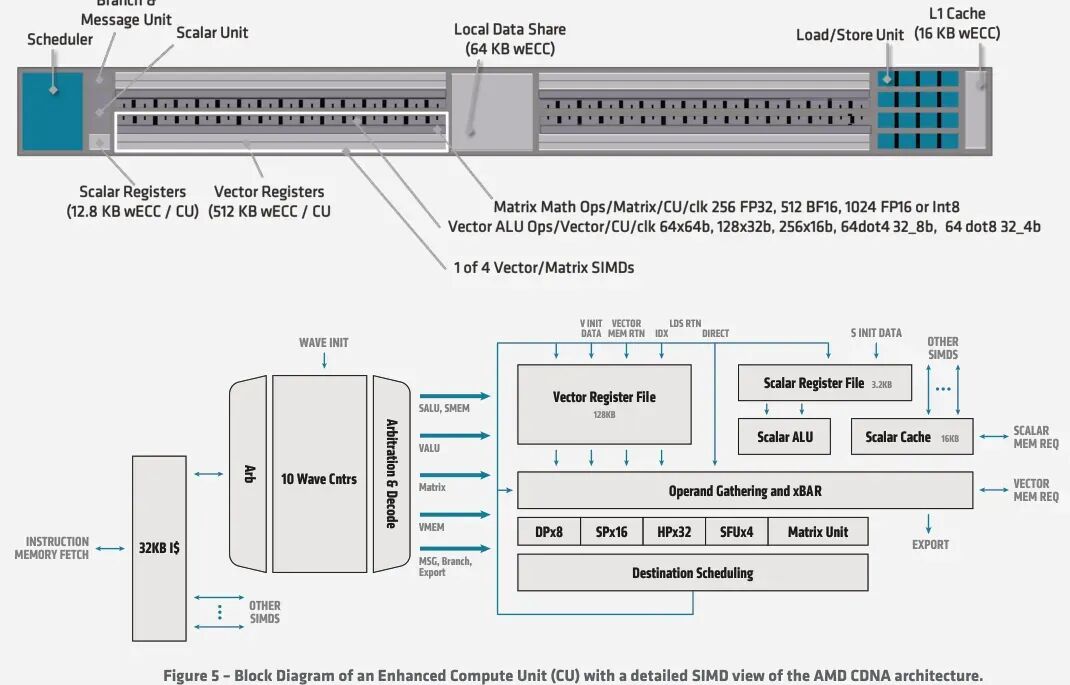 Branch &
Message Unit
Scheduler
Scalar Unit
Local Data Share
(64 KB wECC)
Load/Store Unit
L1 Cache
(16 KB wECC)
Scalar Registers
(12.8 KB wECC / CU)
Vector Registers
(512 KB wECC / CU
Matrix Math Ops/Matrix/CU/clk 256 FP32, 512 BF16, 1024 FP16 or Int8
Vector ALU Ops/Vector/CU/clk 64x64b, 128x32b, 256x16b, 64dot4 32_8b, 64 dot8 32_4b
1 of 4 Vector/Matrix SIMDs
WAVE INIT
V INIT
DATA
VECTOR
MEM RTN
LDS RTN
IDX
DIRECT
S INIT DATA
OTHER
SIMDS
Vector Register File
128KB
Scalar Register File 3.2KB
Scalar ALU
Scalar Cache 16KB
SCALAR
MEM REQ
Arb
10 Wave Cntrs
Arbitration & Decode
SALU, SMEM
VALU
Matrix
VMEM
MSG, Branch,
Export
Operand Gathering and xBAR
VECTOR
MEM REQ
DPx8
SPx16
HPx32
SFUx4
Matrix Unit
EXPORT
Destination Scheduling
INSTRUCTION
MEMORY FETCH
32KB I$
OTHER
SIMDS
Figure 5 – Block Diagram of an Enhanced Compute Unit (CU) with a detailed SIMD view of the AMD CDNA architecture.